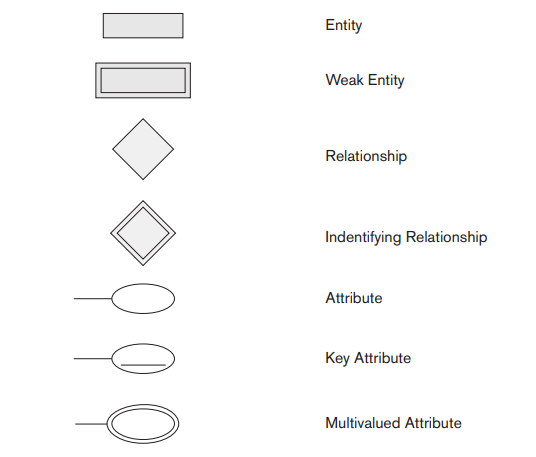 Entity
Weak Entity
Relationship
Indentifying Relationship
Attribute
Key Attribute
Multivalued Attribute